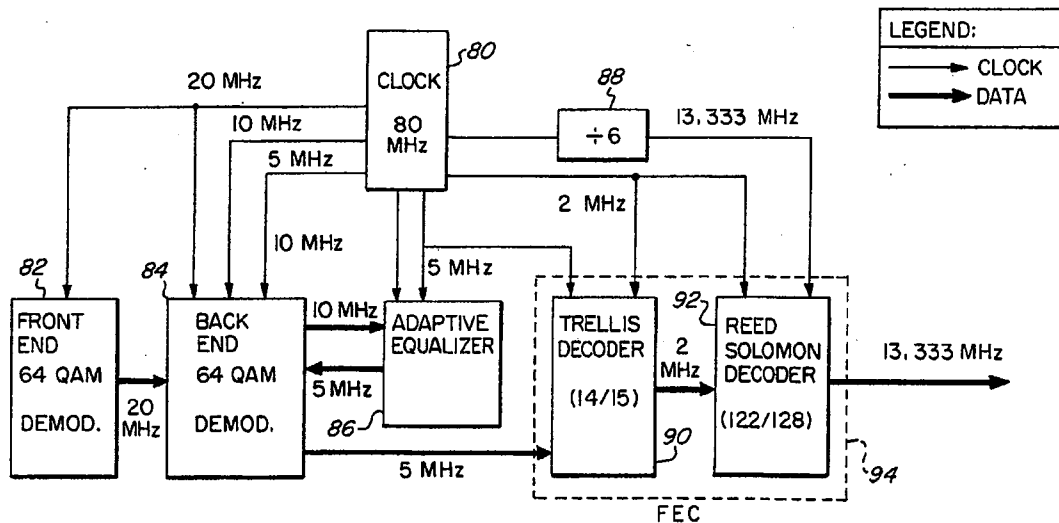 LEGEND:
CLOCK
DATA
80
CLOCK
80
MHz
20 MHz
10 MHz
5 MHz
88
÷6
13,333 MHz
2 MHz
10 MHz
5 MHz
82
FRONT
END
64 QAM
DEMOD.
20
MHz
84
BACK
END
64 QAM
DEMOD.
10 MHz
5 MHz
ADAPTIVE
EQUALIZER
86
5 MHz
TRELLIS
DECODER
(14/15)
90
2
MHz
92
REED
SOLOMON
DECODER
(122/128)
13,333 MHz
94
FEC